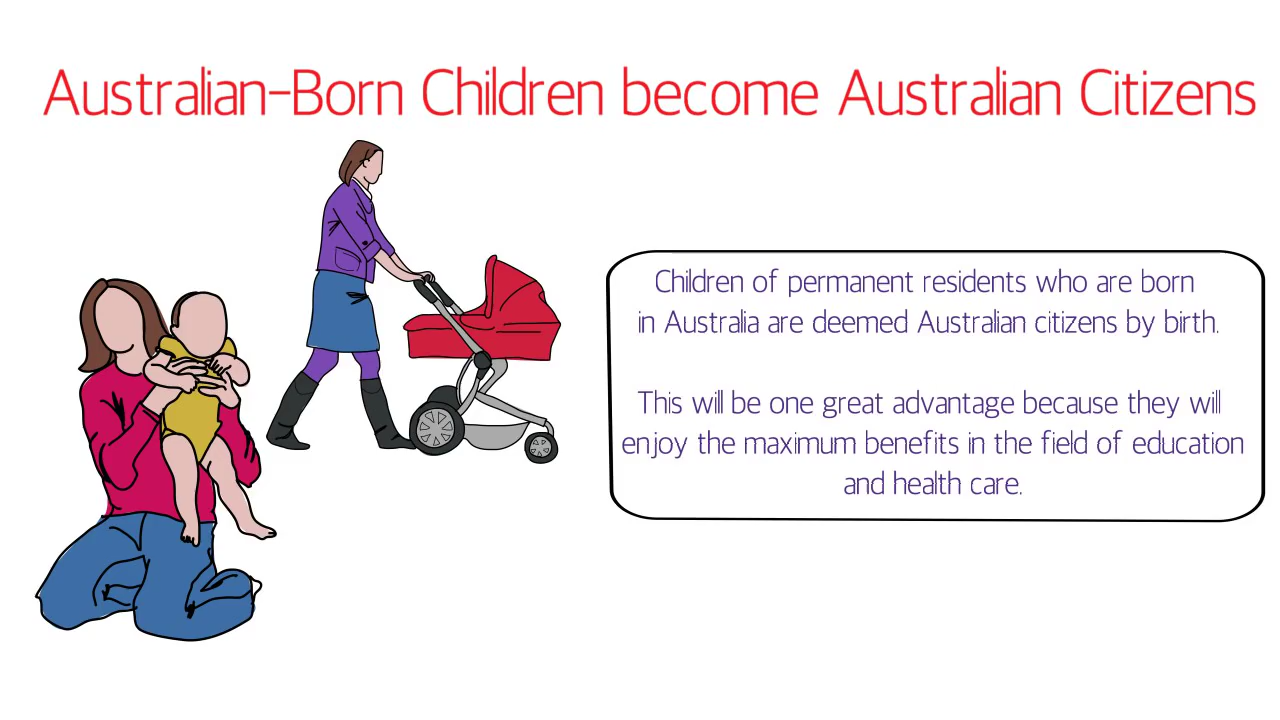 Australian-Born Children become Australian Citizens
Children of permanent residents who are born
in Australia are deemed Australian citizens by birth.
This will be one great advantage because they will
enjoy the maximum benefits in the field of education
and health care.